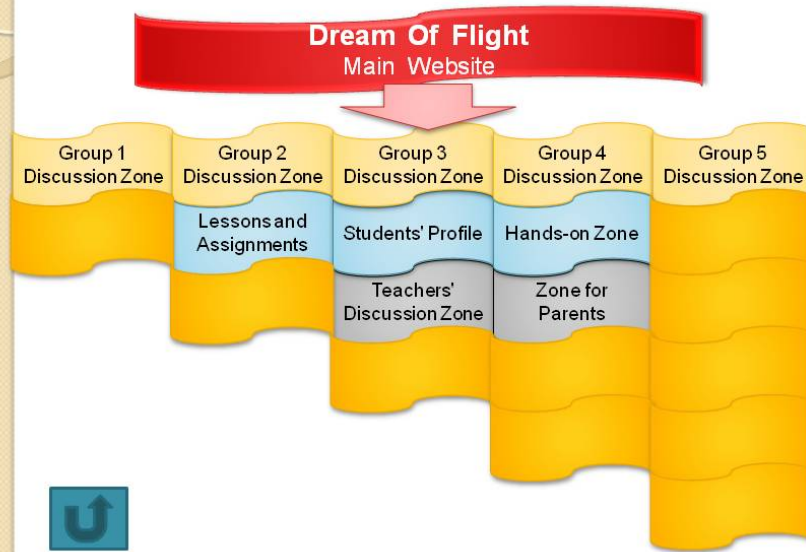 Dream Of Flight
Main Website
Group 1
Discussion Zone
Group 2
Discussion Zone
Group 3
Discussion Zone
Group 4
Discussion Zone
Group 5
Discussion Zone
Lessons and
Assignments
Students' Profile
Hands-on Zone
Teachers'
Discussion Zone
Zone for
Parents